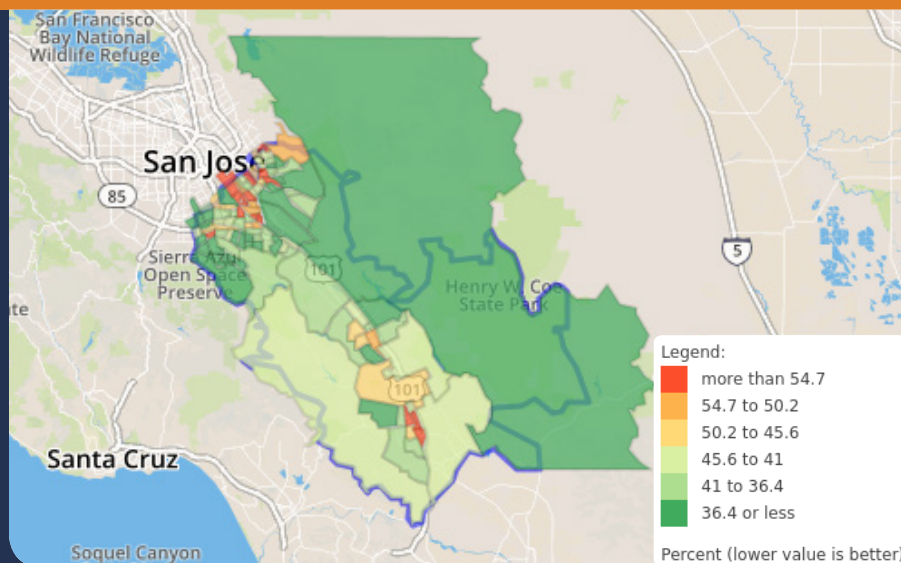 San Francisco
Bay National
Wildlife Refuge
San Jose
85
Sierra Azul
Open Space
Preserve
101
5
Henry W. Coe
State Park
101
Santa Cruz
Soquel Canyon
Legend:
more than 54.7
54.7 to 50.2
50.2 to 45.6
45.6 to 41
41 to 36.4
36.4 or less
Percent (lower value is better)